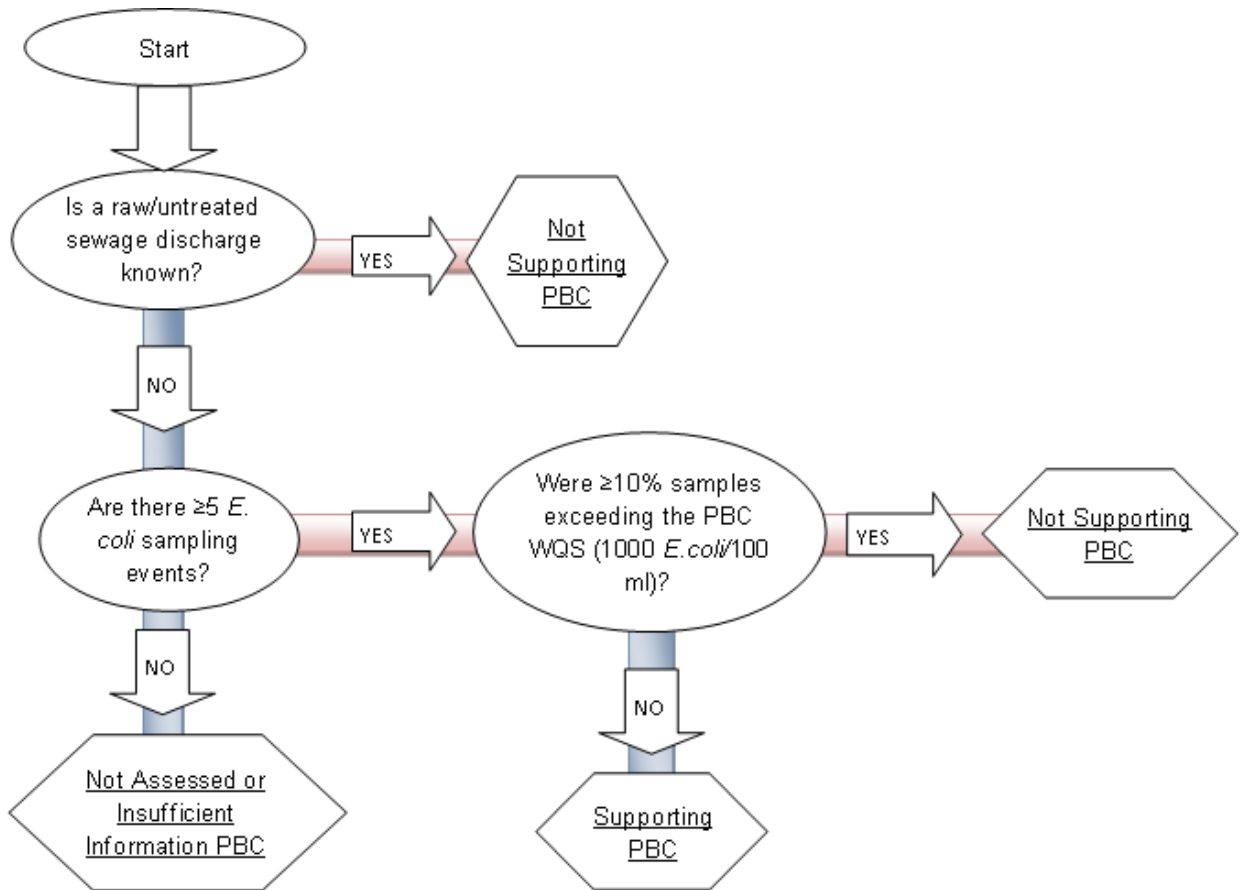 Start
Is a raw/untreated
sewage discharge
known?
YES
Not
Supporting
PBC
NO
Are there ≥5 E.
coli sampling
events?
YES
Were ≥10% samples
exceeding the PBC
WQS (1000 E.coli/100
ml)?
YES
Not Supporting
PBC
NO
NO
Not Assessed or
Insufficient
Information PBC
Supporting
PBC